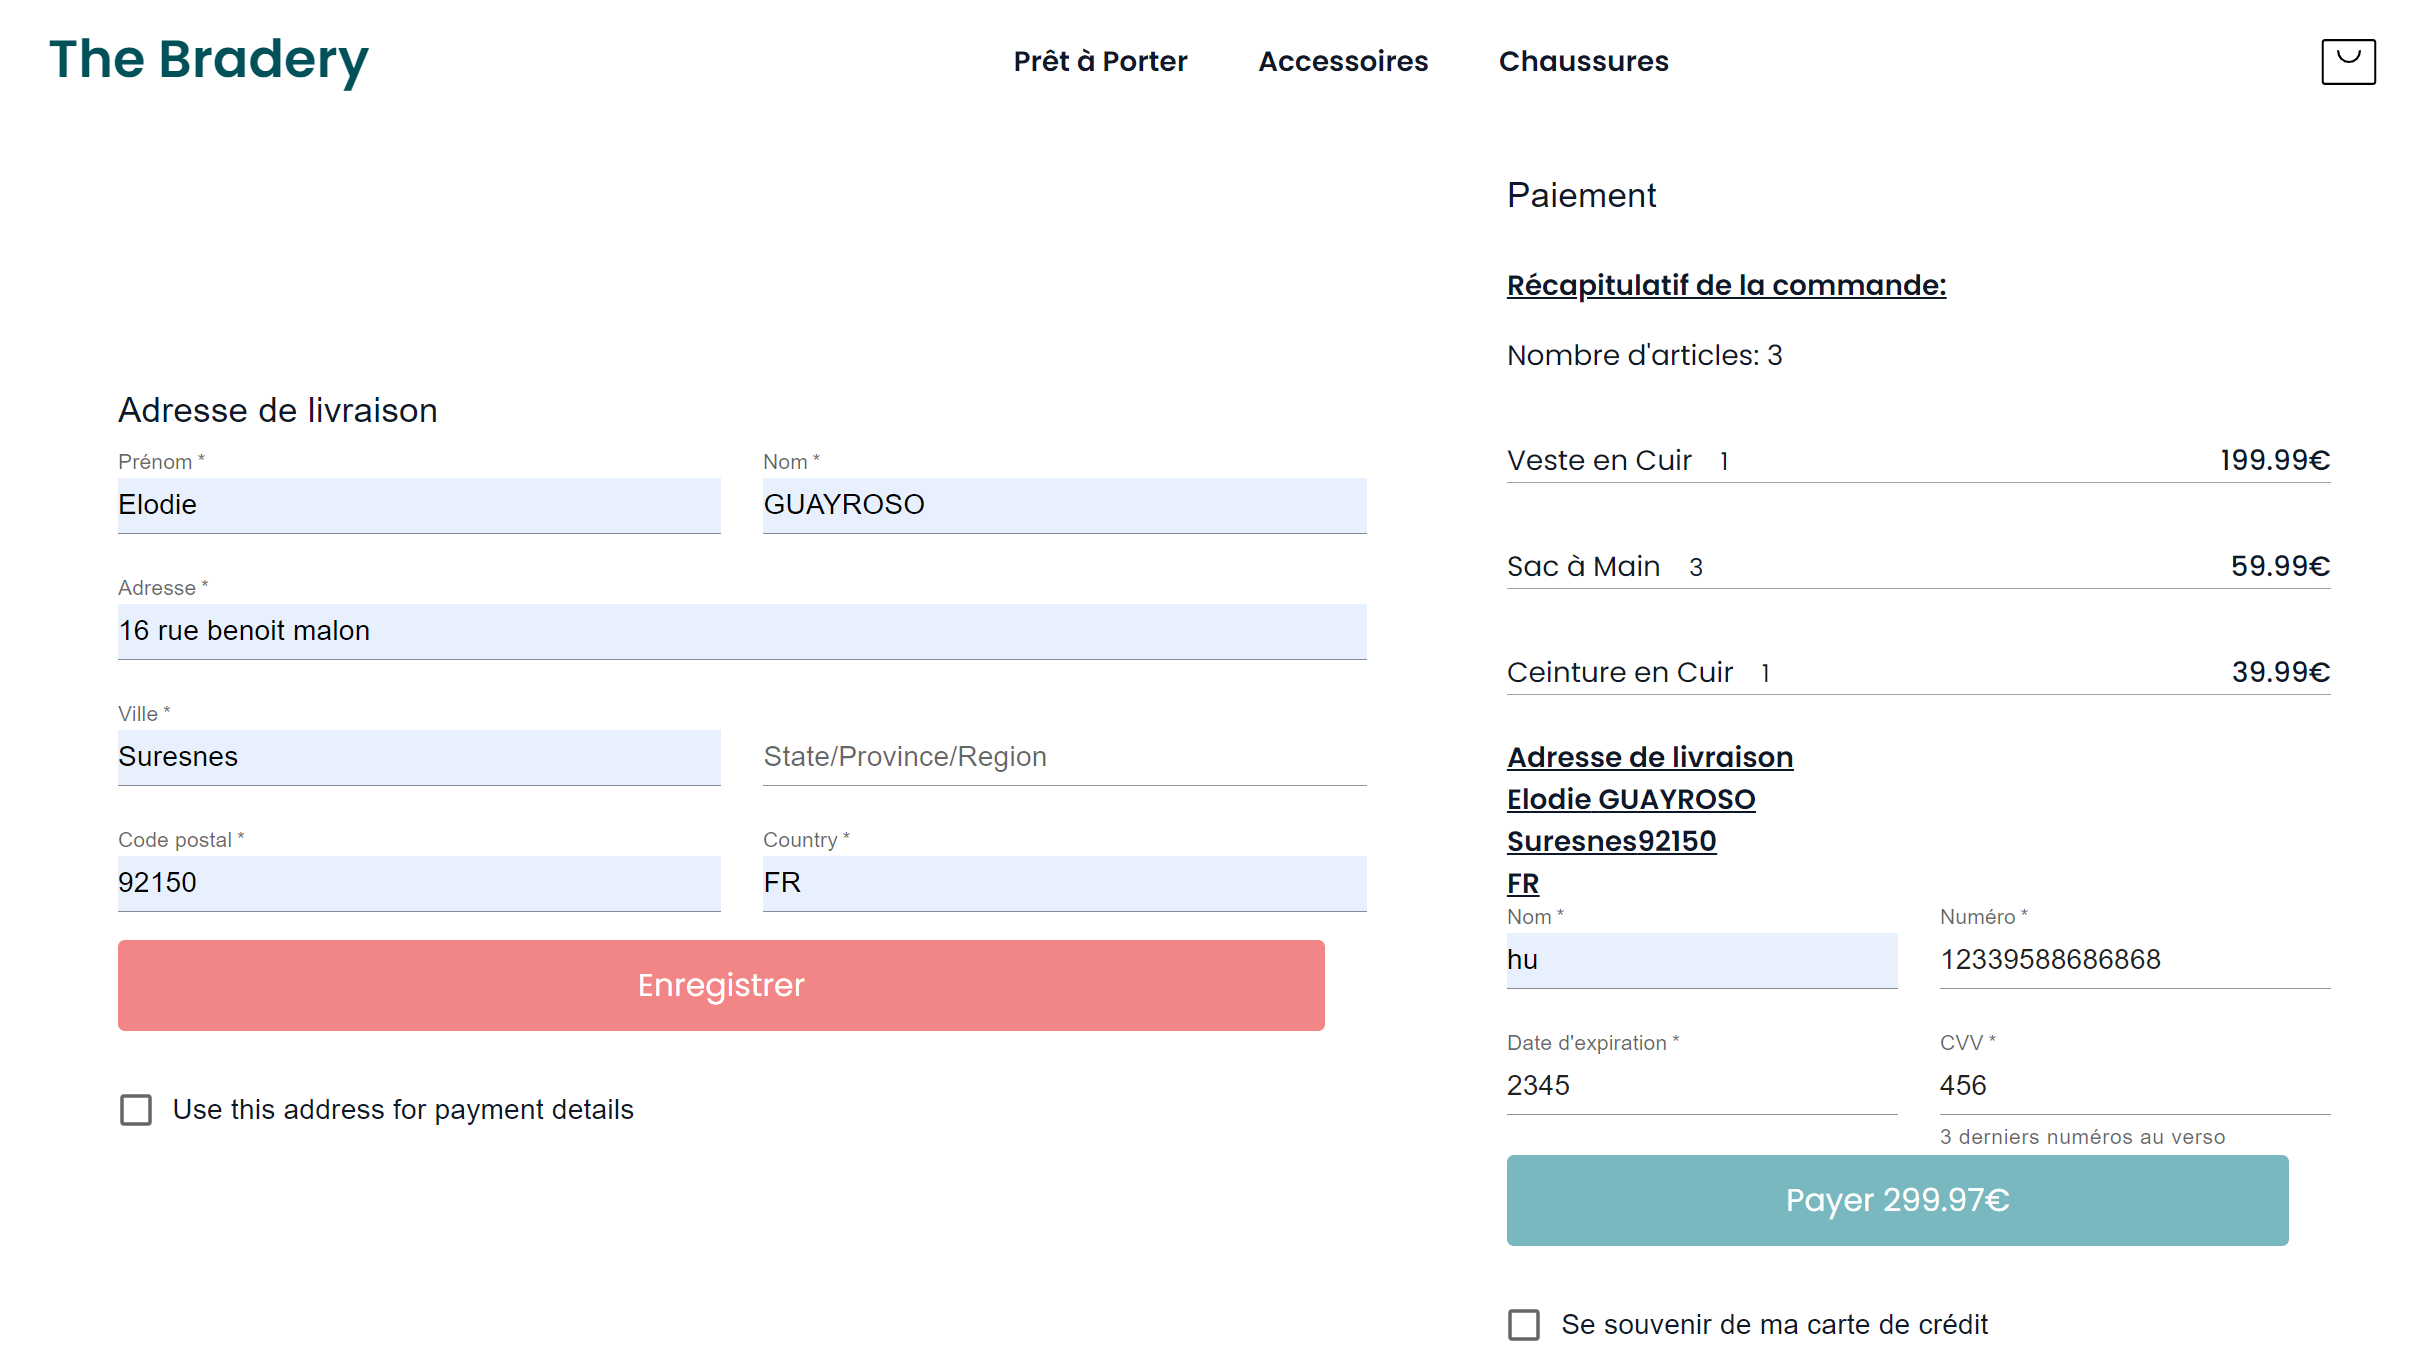 The Bradery
Prêt à Porter Accessoires Chaussures
Adresse de livraison
Prénom * Nom *
Elodie GUAYROSO
Adresse *
16 rue benoit malon
Ville *
Suresnes State/Province/Region
Code postal * Country *
92150 FR
Enregistrer
Use this address for payment details
Paiement
Récapitulatif de la commande:
Nombre d'articles: 3
Veste en Cuir 1 199.99€
Sac à Main 3 59.99€
Ceinture en Cuir 1 39.99€
Adresse de livraison
Elodie GUAYROSO
Suresnes92150
FR
Nom * Numéro *
hu 12339588686868
Date d'expiration * CVV *
2345 456
3 derniers numéros au verso
Payer 299.97€
Se souvenir de ma carte de crédit